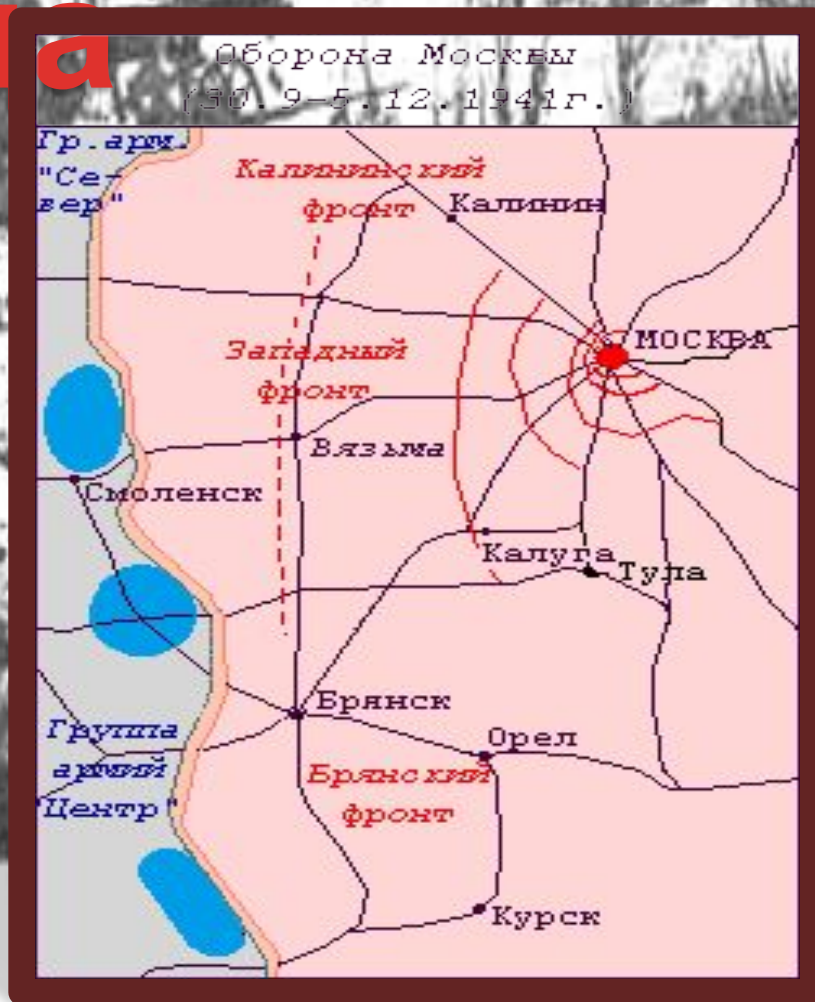 а
Оборона Москвы
(30.9-5.12.1941г.)
Гр.арм.
"Се-
вер"
Калининский
фронт
Калинин
МОСКВА
Западный
фронт
Вязьма
Смоленск
Калуга
Тула
Брянск
Группа
армий
"Центр"
Орел
Брянский
фронт
Курск